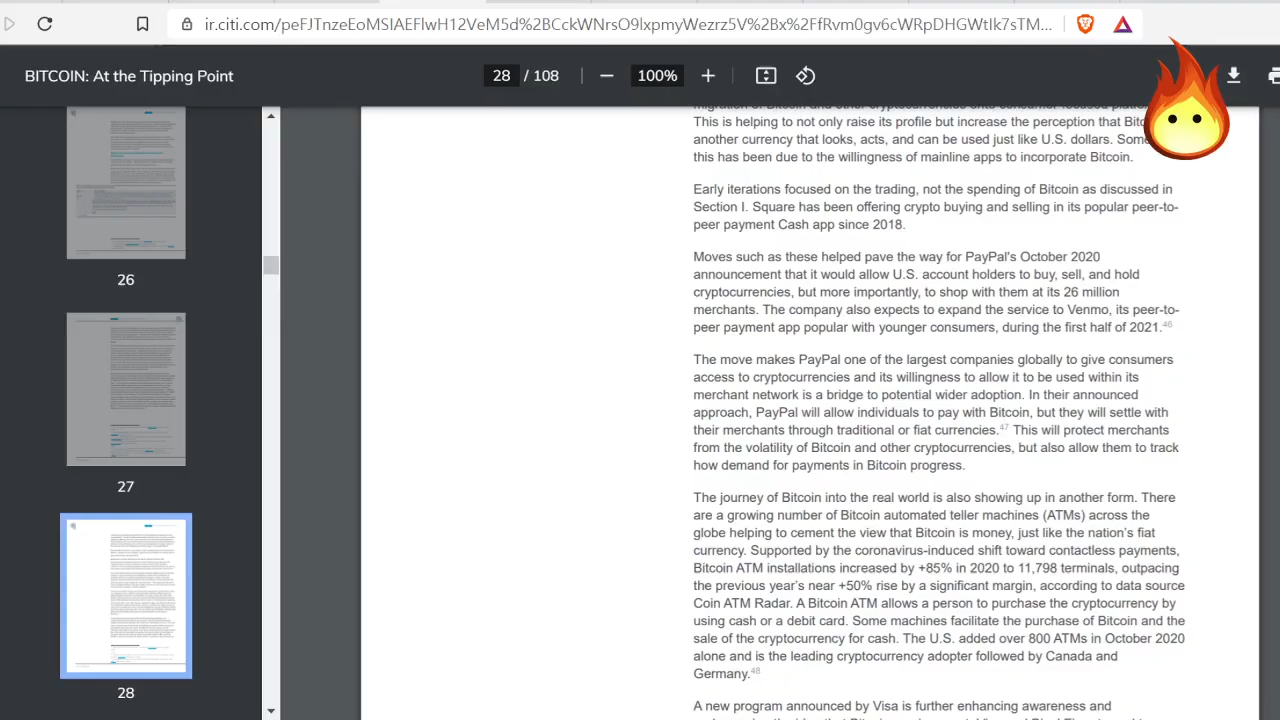 ir.citi.com/peFJTnzeEoMSIAEFlwH12VeM5d%2BCckWNrsO9lxpmyWezrz5V%2Bx%2FfRvm0gv6cWRpDHGWtIk7sTM...
BITCOIN: At the Tipping Point
28 / 108
100%
26
27
28
migration of Bitcoin and other cryptocurrencies onto consumer-focused
This is helping to not only raise its profile but increase the perception that
another currency that looks, acts, and can be used just like U.S. dollars.
this has been due to the willingness of mainline apps to incorporate Bitcoin.
Early iterations focused on the trading, not the spending of Bitcoin as discussed in
Section I. Square has been offering crypto buying and selling in its popular peer-to-
peer payment Cash app since 2018.
Moves such as these helped pave the way for PayPal's October 2020
announcement that it would allow U.S. account holders to buy, sell, and hold
cryptocurrencies, but more importantly, to shop with them at its 26 million
merchants. The company also expects to expand the service to Venmo, its peer-to-
peer payment app popular with younger consumers, during the first half of 2021.46
The move makes PayPal one of the largest companies globally to give consumers
access to cryptocurrencies and its willingness to allow it to be used within its
merchant network is a bridge to potential wider adoption. In their announced
approach, PayPal will allow individuals to pay with Bitcoin, but they will settle with
their merchants through traditional or fiat currencies.47 This will protect merchants
from the volatility of Bitcoin and other cryptocurrencies, but also allow them to track
how demand for payments in Bitcoin progress.
The journey of Bitcoin into the real world is also showing up in another form. There
are a growing number of Bitcoin automated teller machines (ATMs) across the
globe helping to cement the view that Bitcoin is money, just like the nation's fiat
currency. Supported by the coronavirus-induced shift toward contactless payments,
Bitcoin ATM installations increased by +85% in 2020 to 11,798 terminals, outpacing
the previous year's near +50% rise by a significant margin, according to data source
Coin ATM Radar. A Bitcoin ATM allows a person to purchase the cryptocurrency by
using cash or a debit card. Some machines facilitate the purchase of Bitcoin and the
sale of the cryptocurrency for cash. The U.S. added over 800 ATMs in October 2020
alone and is the leading cryptocurrency adopter followed by Canada and
Germany.48
A new program announced by Visa is further enhancing awareness and